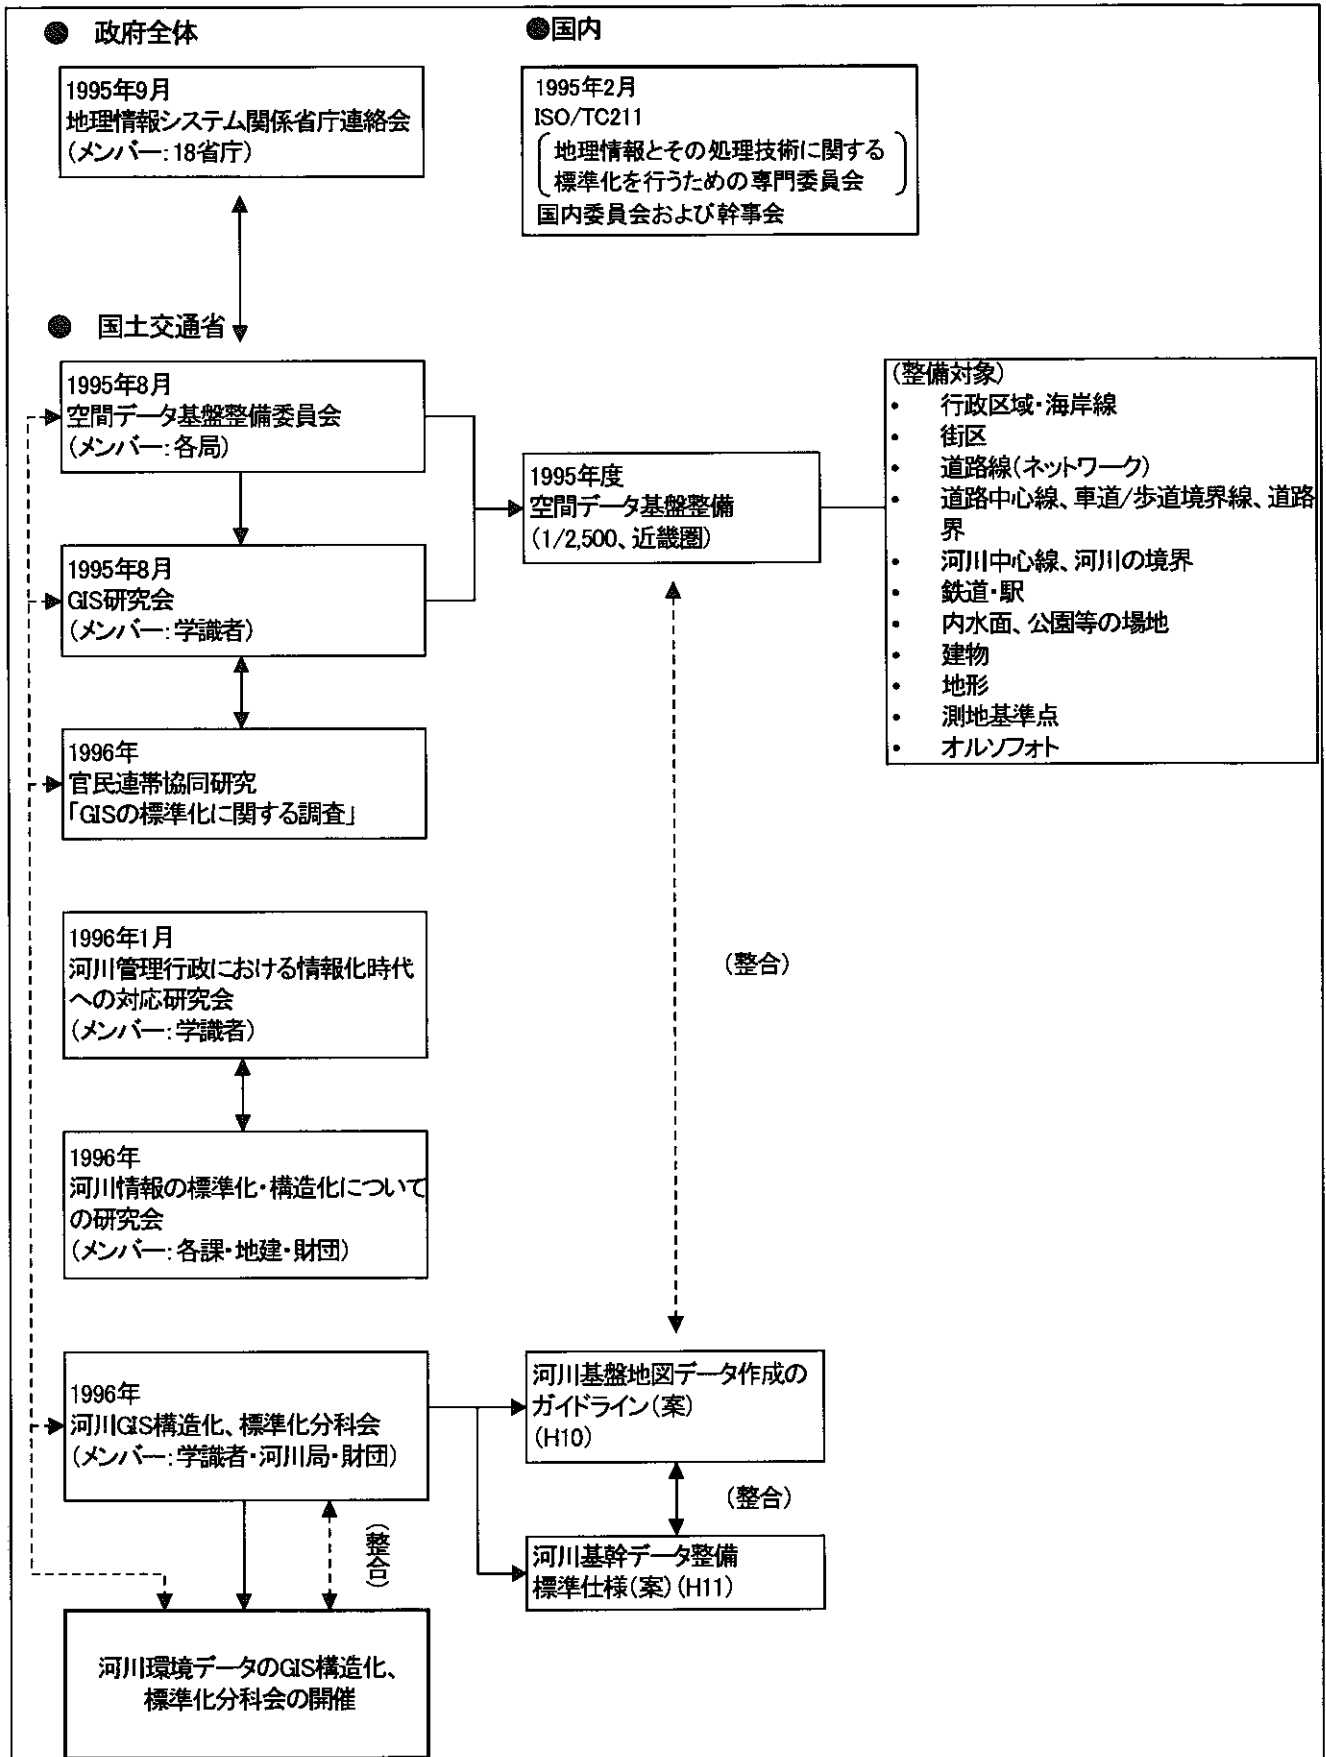 ● 政府全体
1995年9月
地理情報システム関係省庁連絡会
(メンバー:18省庁)
●国内
1995年2月
ISO/TC211
地理情報とその処理技術に関する
標準化を行うための専門委員会
国内委員会および幹事会
● 国土交通省
1995年8月
空間データ基盤整備委員会
(メンバー:各局)
1995年8月
GIS研究会
(メンバー:学識者)
1996年
官民連帯協同研究
「GISの標準化に関する調査」
1995年度
空間データ基盤整備
(1/2,500、近畿圏)
(整備対象)
• 行政区域・海岸線
• 街区
• 道路線(ネットワーク)
• 道路中心線、車道/歩道境界線、道路
界
• 河川中心線、河川の境界
• 鉄道・駅
• 内水面、公園等の場地
• 建物
• 地形
• 測地基準点
• オルソフォト
1996年1月
河川管理行政における情報化時代
への対応研究会
(メンバー:学識者)
(整合)
1996年
河川情報の標準化・構造化について
の研究会
(メンバー:各課・地建・財団)
1996年
河川GIS構造化、標準化分科会
(メンバー:学識者・河川局・財団)
河川基盤地図データ作成の
ガイドライン(案)
(H10)
(整合)
(整合)
河川基幹データ整備
標準仕様(案)(H11)
河川環境データのGIS構造化、
標準化分科会の開催